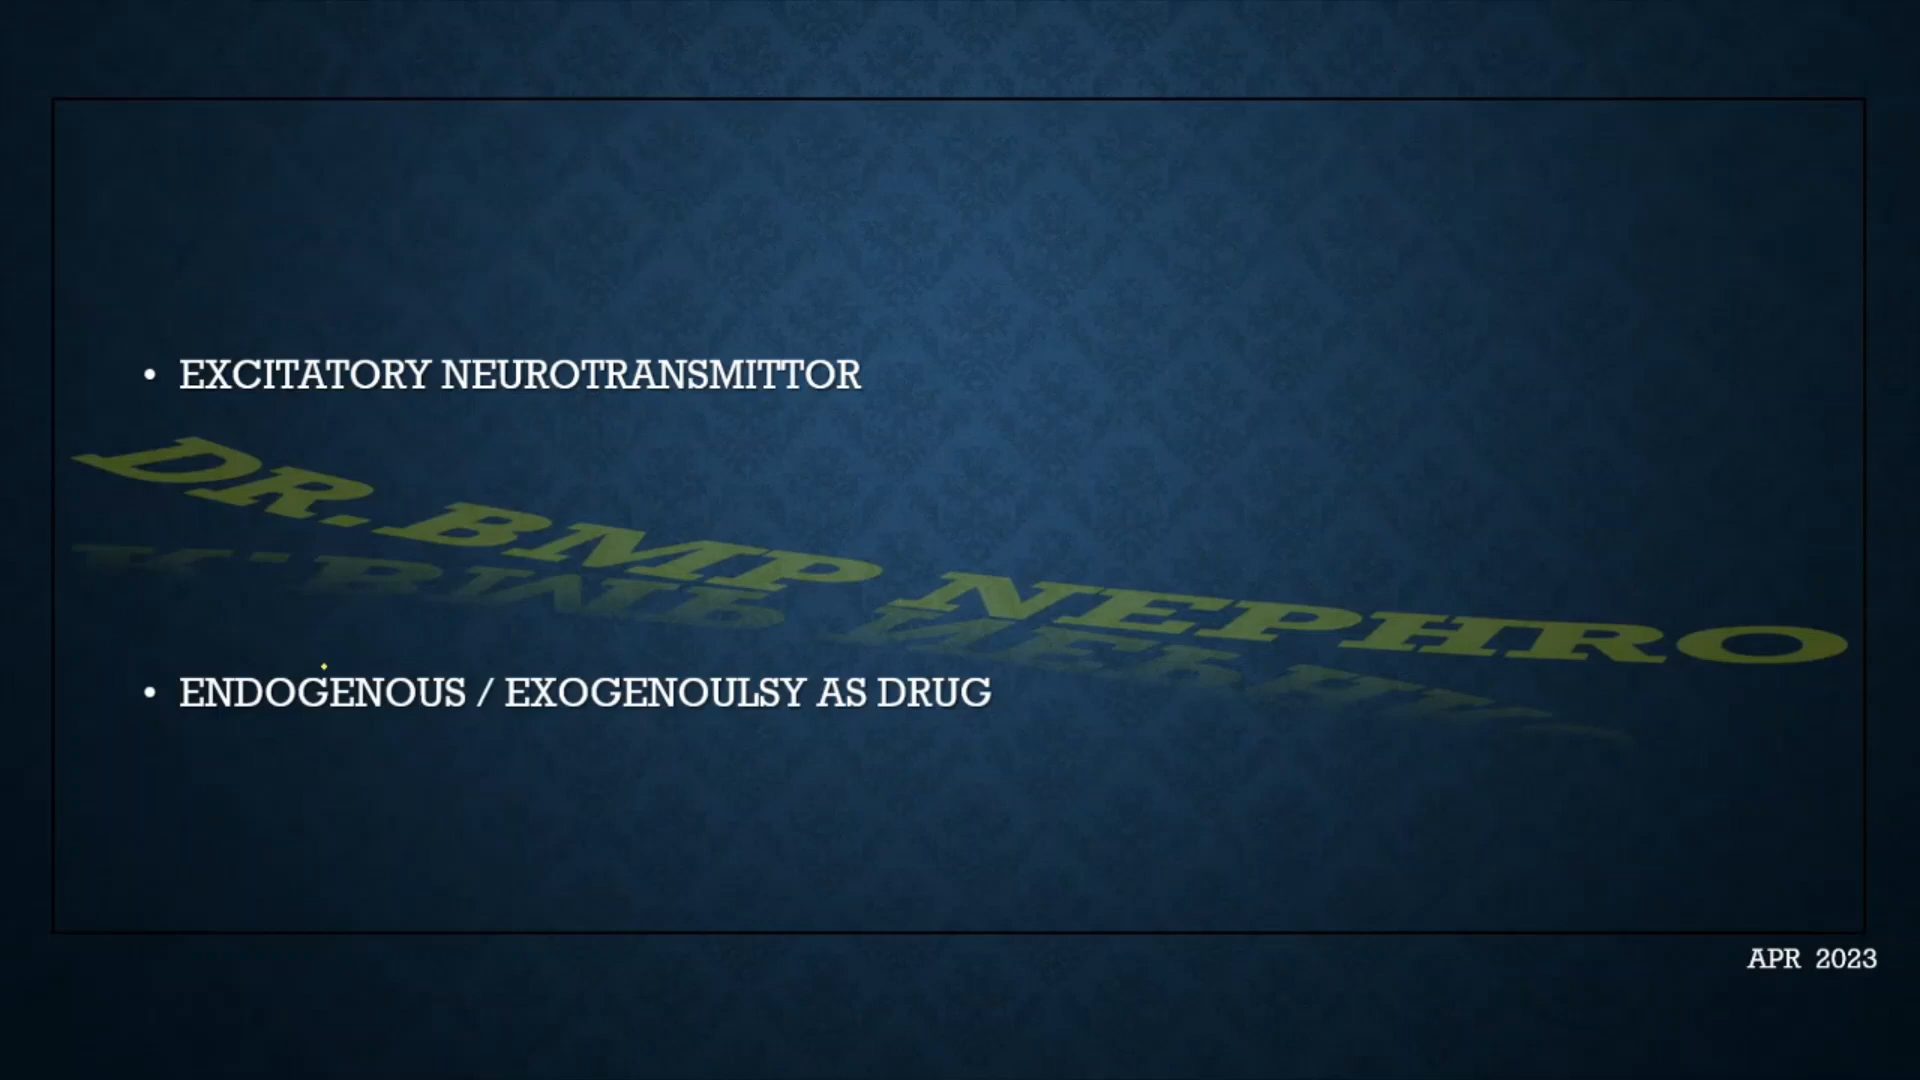 • EXCITATORY NEUROTRANSMITTOR
DR.BMP NEPHRO
• ENDOGENOUS / EXOGENOULSY AS DRUG
APR 2023